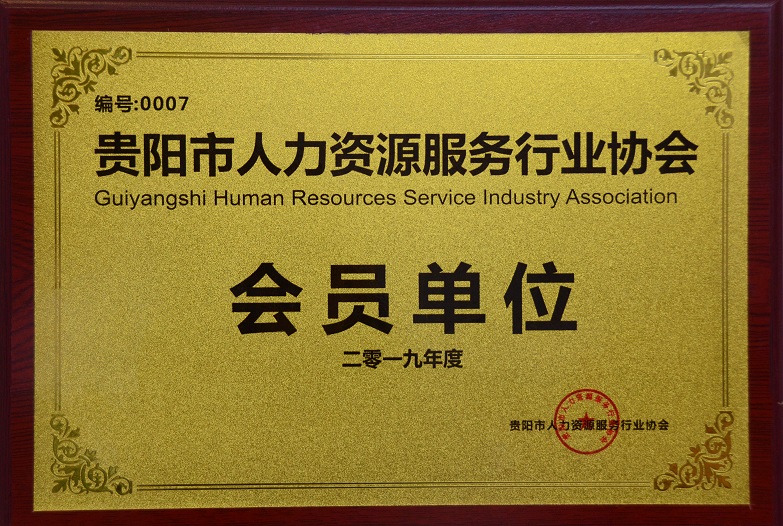 编号:0007
贵阳市人力资源服务行业协会
Guiyangshi Human Resources Service Industry Association
会员单位
二零一九年度
贵阳市人力资源服务行业协会